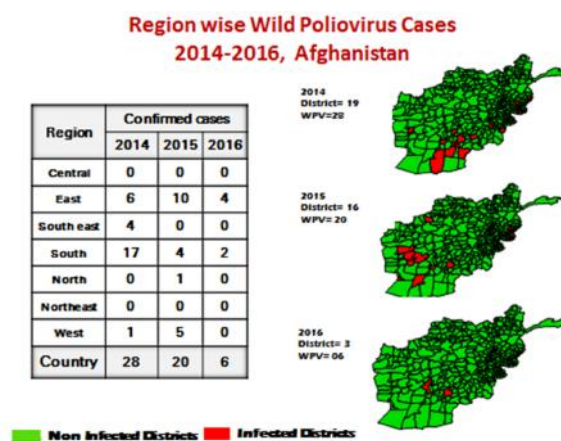 Region wise Wild Poliovirus Cases
2014-2016, Afghanistan
Region Confirmed cases
2014 2015 2016
Central 0 0 0
East 6 10 4
South east 4 0 0
South 17 4 2
North 0 1 0
Northeast 0 0 0
West 1 5 0
Country 28 20 6
2014
District= 19
WPV=28
2015
District= 16
WPV= 20
2016
District= 3
WPV= 06
Non Infected Districts Infected Districts